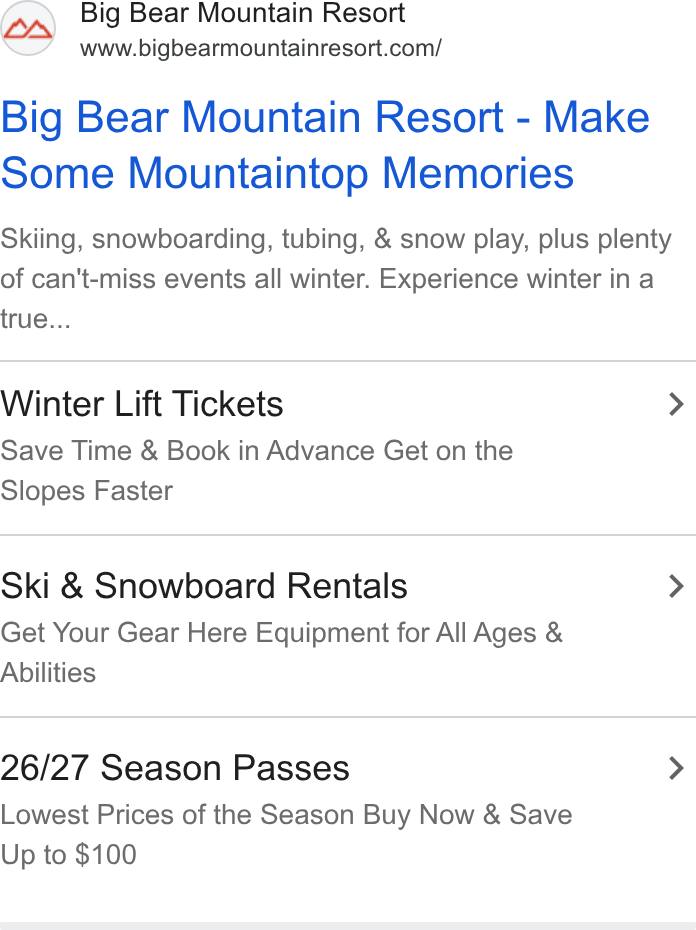 Big Bear Mountain Resort
www.bigbearmountainresort.com/
Big Bear Mountain Resort - Make
Some Mountaintop Memories
Skiing, snowboarding, tubing, & snow play, plus plenty
of can't-miss events all winter. Experience winter in a
true...
Winter Lift Tickets
Save Time & Book in Advance Get on the
Slopes Faster
Ski & Snowboard Rentals
Get Your Gear Here Equipment for All Ages &
Abilities
26/27 Season Passes
Lowest Prices of the Season Buy Now & Save
Up to $100